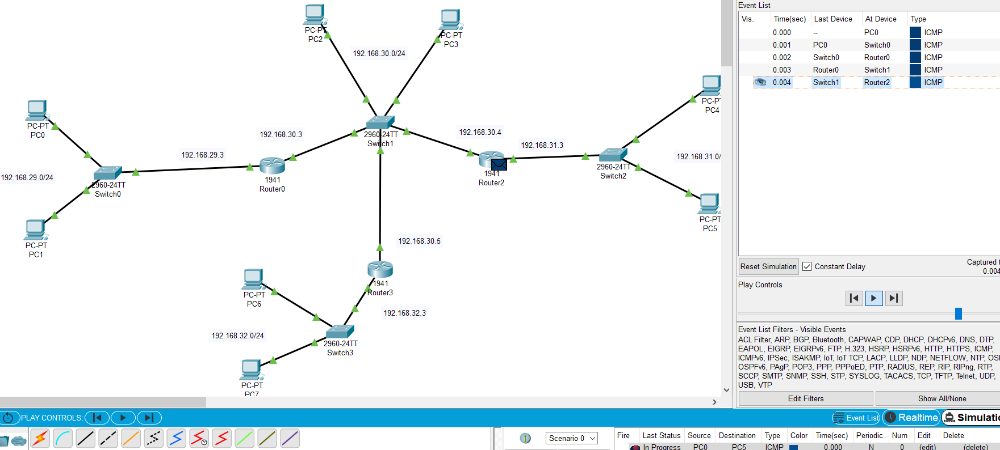 PC-PT
PC2
PC-PT
PC3
192.168.30.0/24
PC-PT
PC4
PC-PT
PC0
192.168.30.3
2960-24TT
Switch1
192.168.30.4
192.168.31.3
192.168.29.3
1941
Router0
1941
Router2
2960-24TT
Switch2
192.168.31.0/
192.168.29.0/24
2960-24TT
Switch0
PC-PT
PC5
PC-PT
PC1
192.168.30.5
1941
Router3
PC-PT
PC6
192.168.32.3
192.168.32.0/24
2960-24TT
Switch3
PC-PT
PC7
Event List
Vis. Time(sec) Last Device At Device Type
0.000 -- PC0 ICMP
0.001 PC0 Switch0 ICMP
0.002 Switch0 Router0 ICMP
0.003 Router0 Switch1 ICMP
0.004 Switch1 Router2 ICMP
Reset Simulation Constant Delay Captured
0.004
Play Controls
Event List Filters - Visible Events
ACL Filter, ARP, BGP, Bluetooth, CAPWAP, CDP, DHCP, DHCPv6, DNS, DTP,
EAPOL, EIGRP, EIGRPv6, FTP, H.323, HSRP, HSRPv6, HTTP, HTTPS, ICMP,
ICMPv6, IPSec, ISAKMP, IoT, IoT TCP, LACP, LLDP, NDP, NETFLOW, NTP,
OSPFv6, PAgP, POP3, PPP, PPPoED, PTP, RADIUS, REP, RIP, RIPng, RTP,
SCCP, SMTP, SNMP, SSH, STP, SYSLOG, TACACS, TCP, TFTP, Telnet, UDP,
USB, VTP
Edit Filters Show All/None
PLAY CONTROLS: Event List Realtime Simulatio
Scenario 0
Fire Last Status Source Destination Type Color Time(sec) Periodic Num Edit Delete
In Progress PC0 PC5 ICMP 0.000 N 0 (edit) (delete)